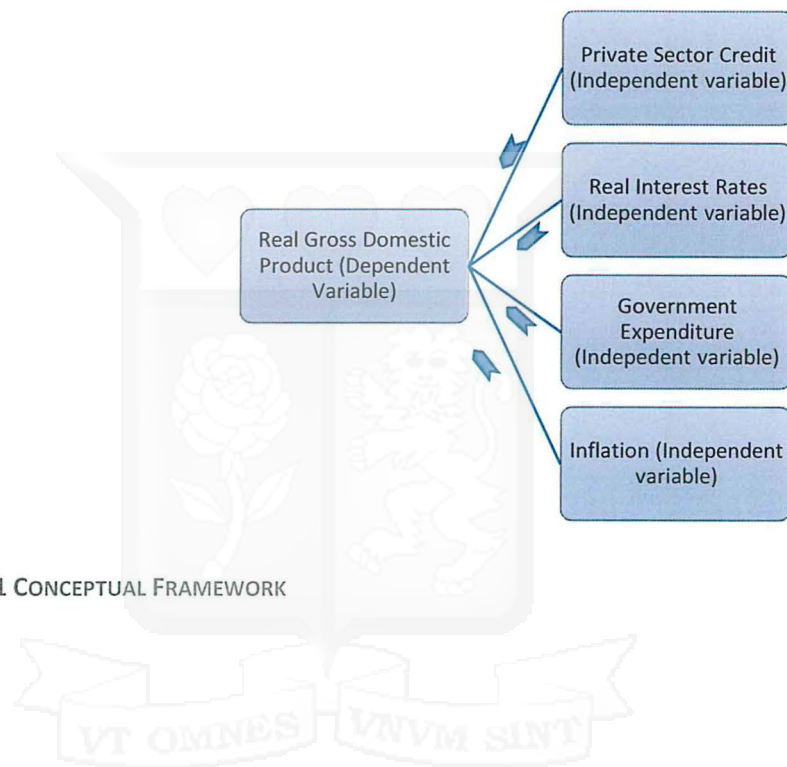 Private Sector Credit
(Independent variable)
Real Interest Rates
(Independent variable)
Real Gross Domestic
Product (Dependent
Variable)
Government
Expenditure
(Indepedent variable)
Inflation (Independent
variable)
1 CONCEPTUAL FRAMEWORK
VT OMNES VNVM SINT